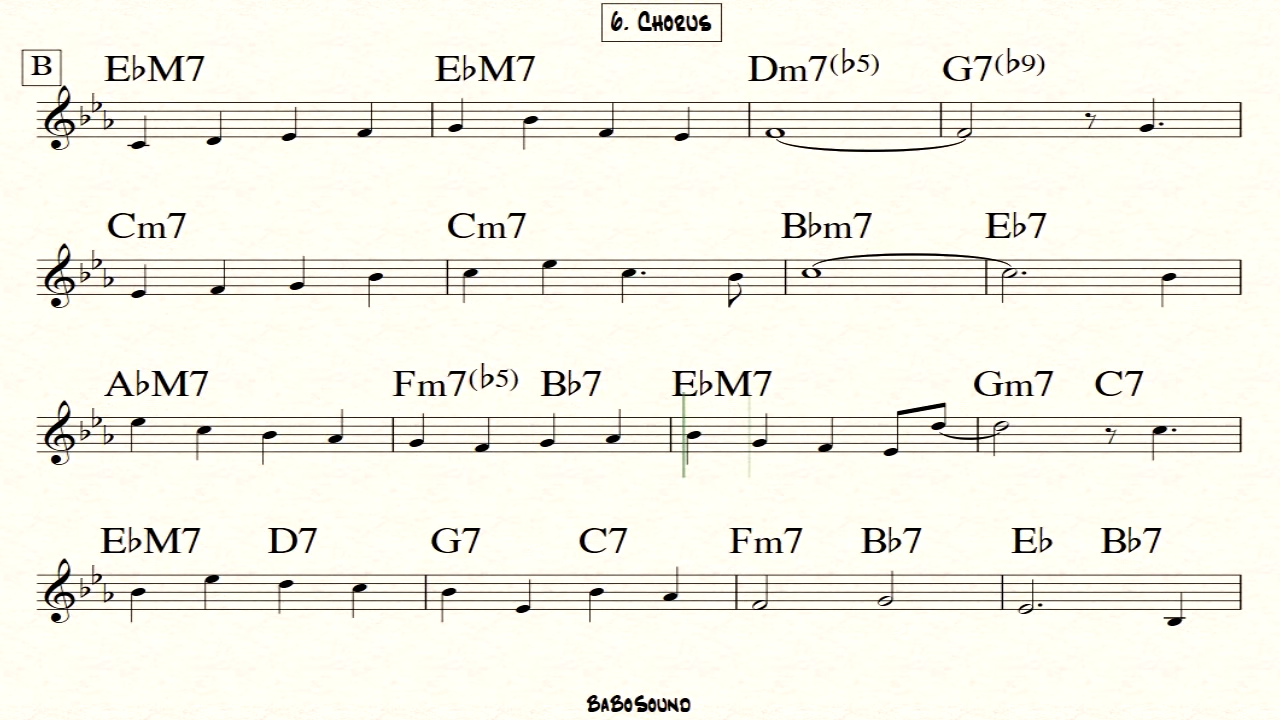 6. Chorus
B E♭M7 E♭M7 Dm7(♭5) G7(♭9)
Cm7 Cm7 B♭m7 E♭7
A♭M7 Fm7(♭5) B♭7 E♭M7 Gm7 C7
E♭M7 D7 G7 C7 Fm7 B♭7 E♭ B♭7
BaBoSound